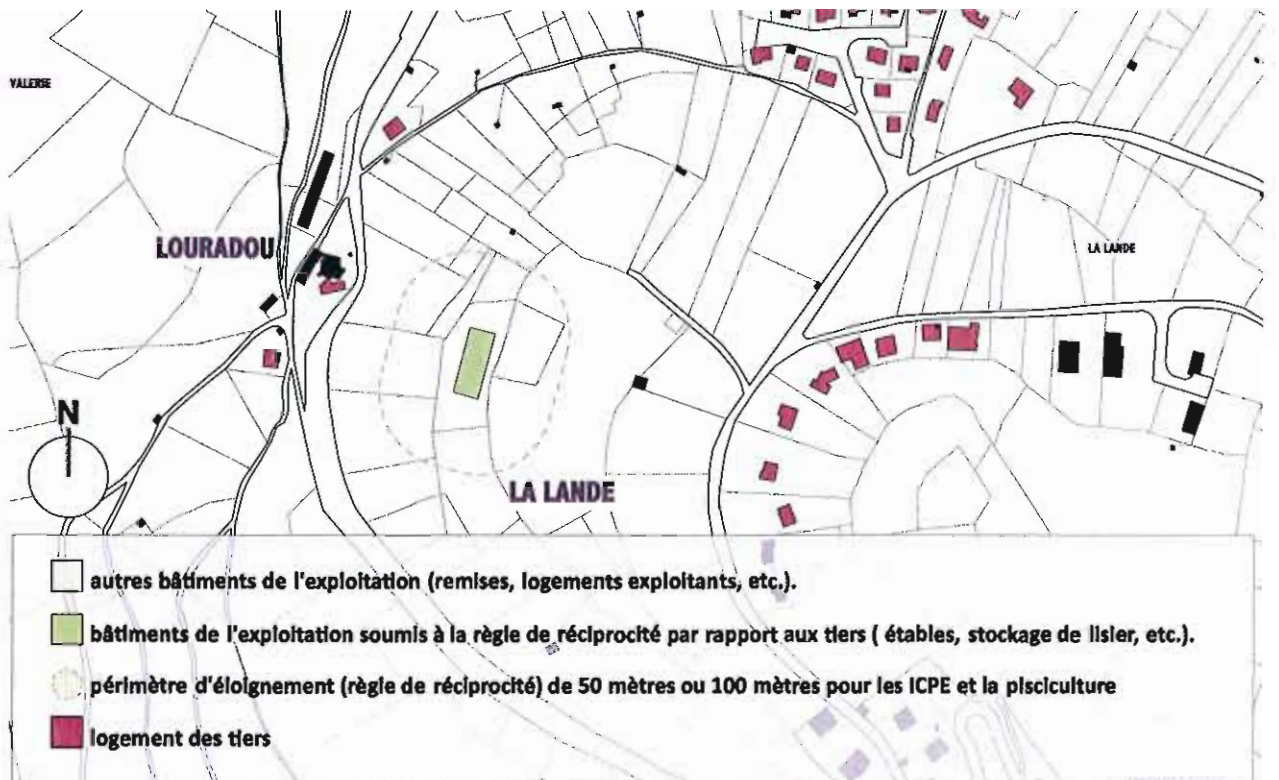 VALERIE
LOURADOU
LA LANDE
N
LA LANDE
autres bâtiments de l'exploitation (remises, logements exploitants, etc.).
bâtiments de l'exploitation soumis à la règle de réciprocité par rapport aux tiers ( étables, stockage de lisier, etc.).
périmètre d'éloignement (règle de réciprocité) de 50 mètres ou 100 mètres pour les ICPE et la pisciculture
logement des tiers